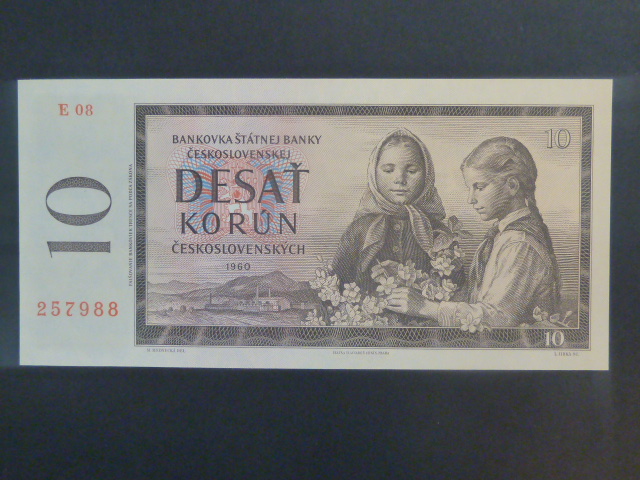 E 08
10
257988
BANKOVKA ŠTÁTNEJ BANKY
ČESKOSLOVENSKEJ
DESAŤ
KORÚN
ČESKOSLOVENSKÝCH
1960
10
10